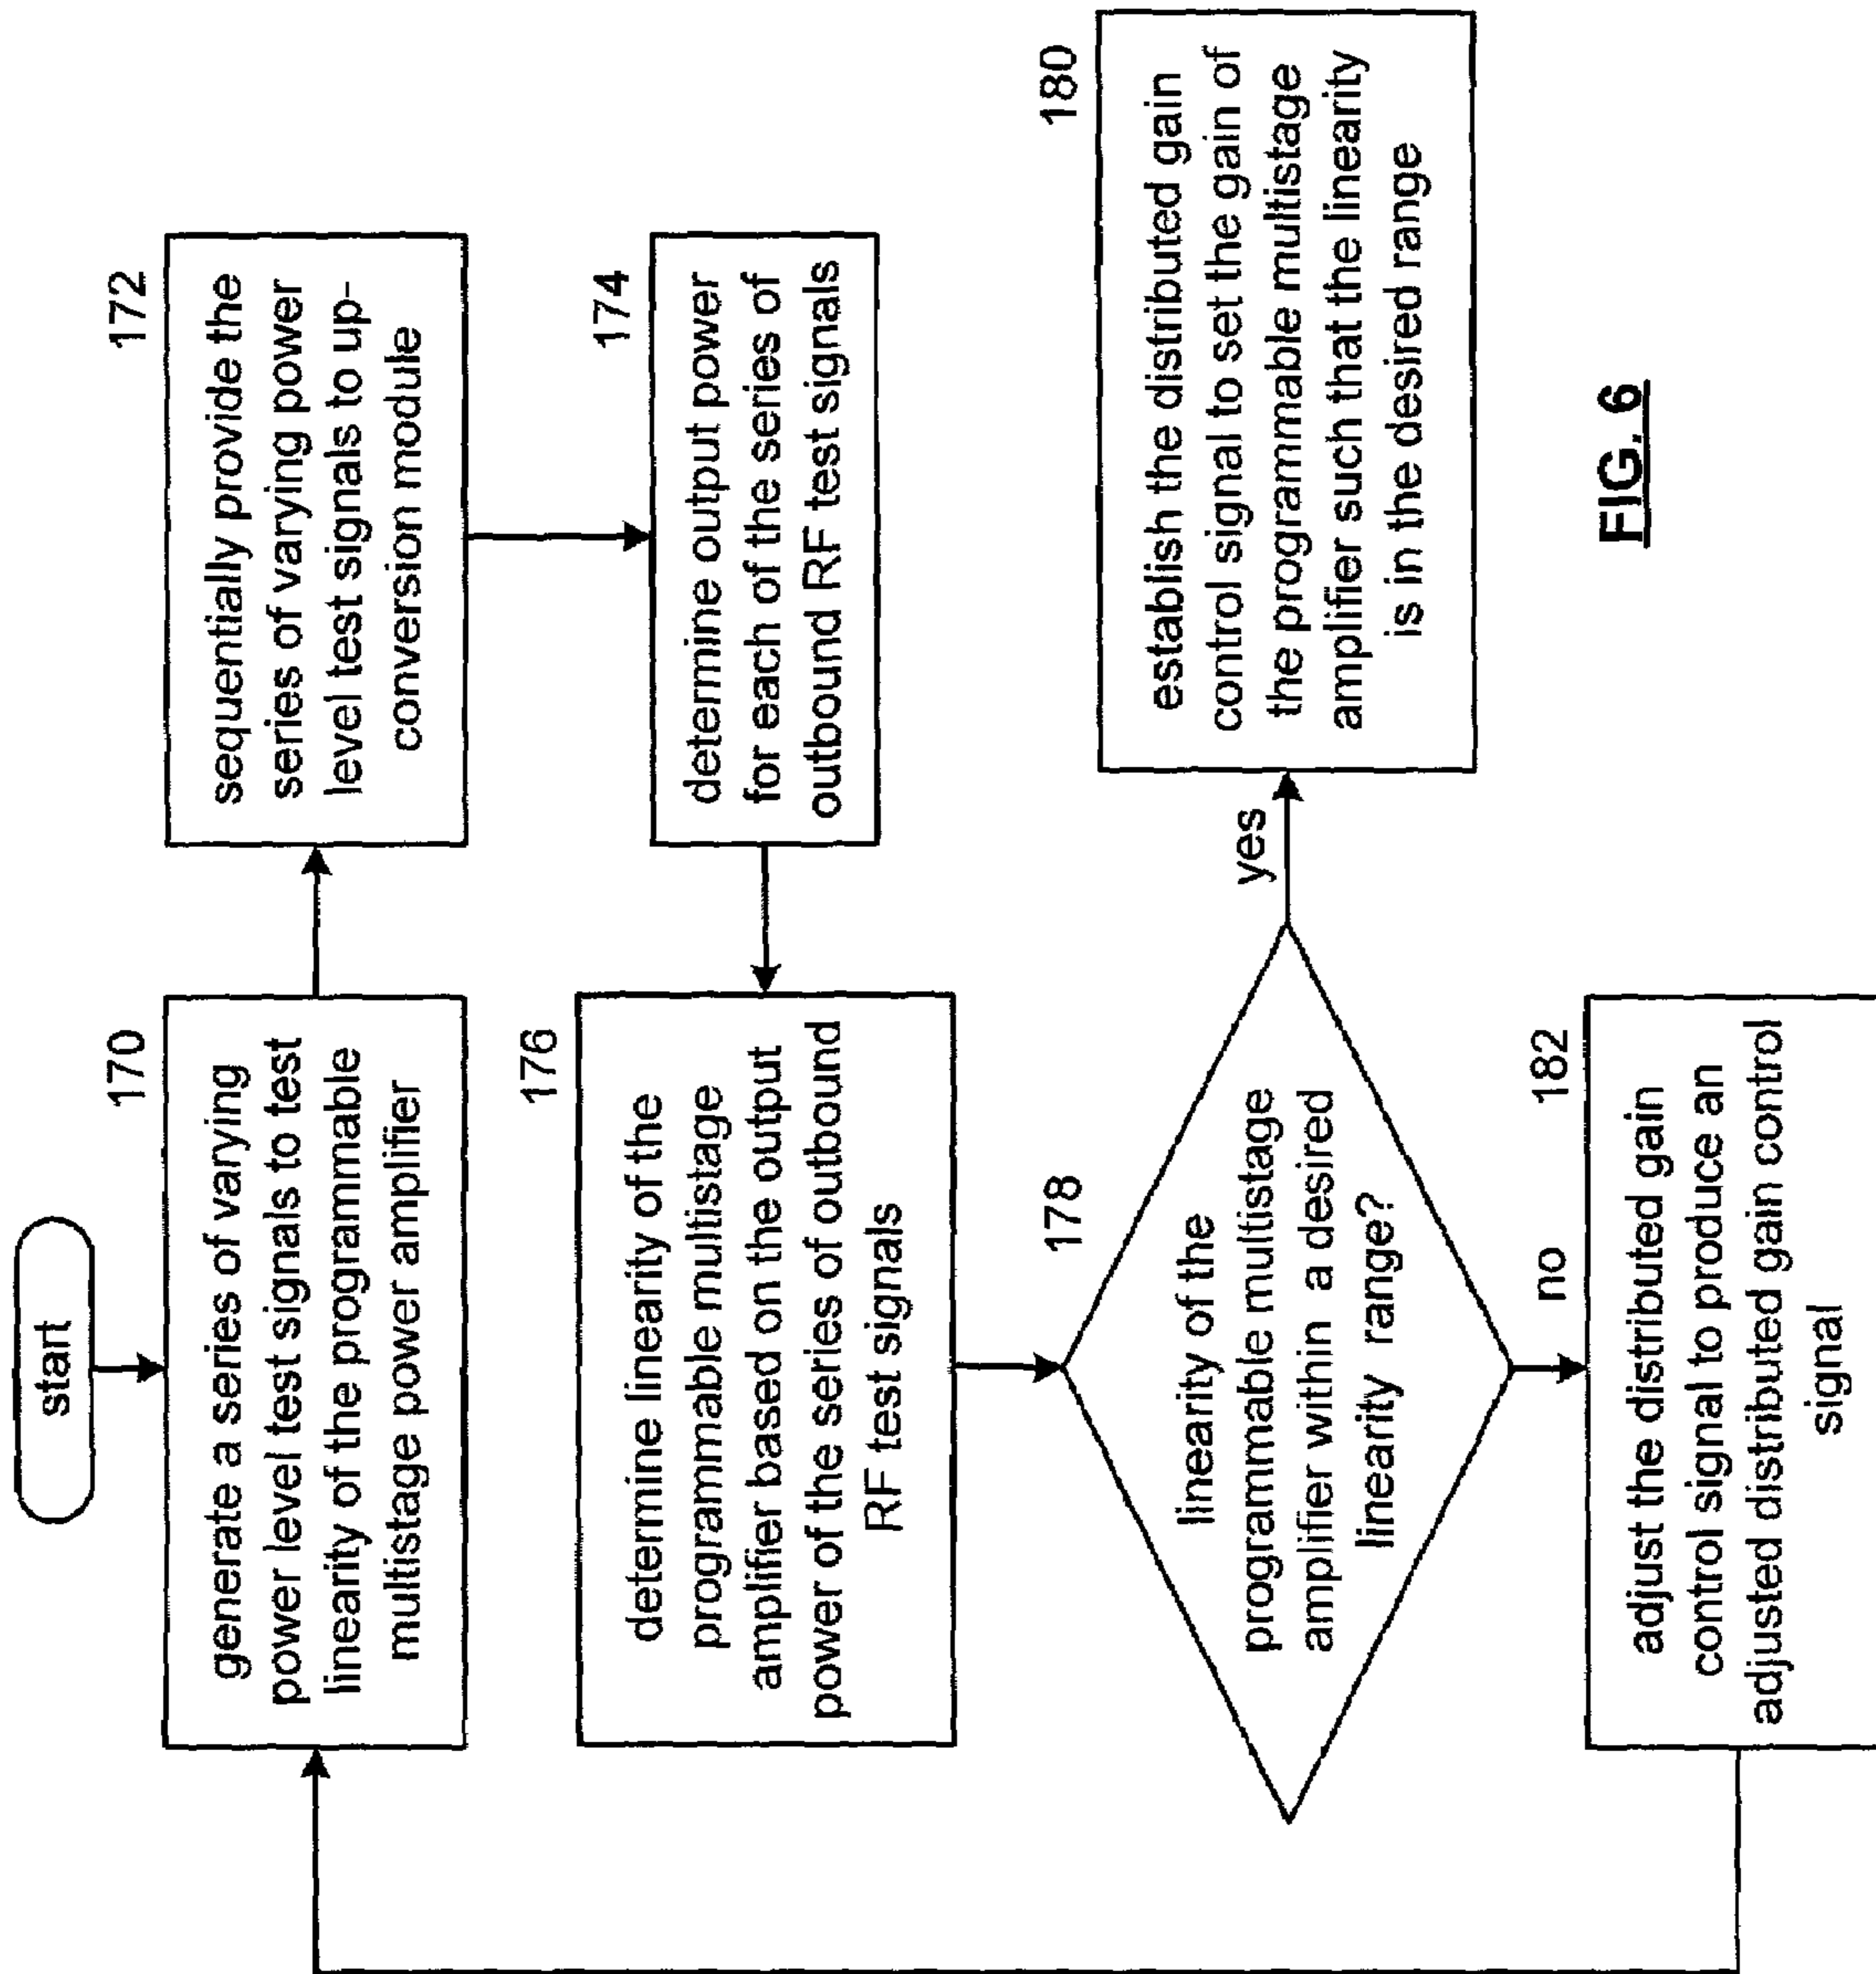 start
170
generate a series of varying
power level test signals to test
linearity of the programmable
multistage power amplifier
172
sequentially provide the
series of varying power
level test signals to up-
conversion module
174
determine output power
for each of the series of
outbound RF test signals
176
determine linearity of the
programmable multistage
amplifier based on the output
power of the series of outbound
RF test signals
178
linearity of the
programmable multistage
amplifier within a desired
linearity range?
yes
180
establish the distributed gain
control signal to set the gain of
the programmable multistage
amplifier such that the linearity
is in the desired range
no
182
adjust the distributed gain
control signal to produce an
adjusted distributed gain control
signal
FIG. 6